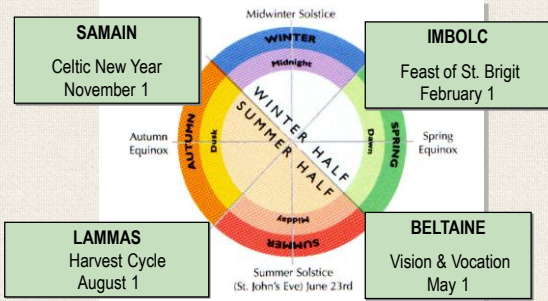 Midwinter Solstice
SAMAIN
Celtic New Year
November 1
IMBOLC
Feast of St. Brigit
February 1
WINTER
Midnight
WINTER HALF
SUMMER HALF
Autumn
Equinox
AUTUMN
Dusk
Dawn
SPRING
Spring
Equinox
Midday
SUMMER
LAMMAS
Harvest Cycle
August 1
BELTAINE
Vision & Vocation
May 1
Summer Solstice
(St. John's Eve) June 23rd